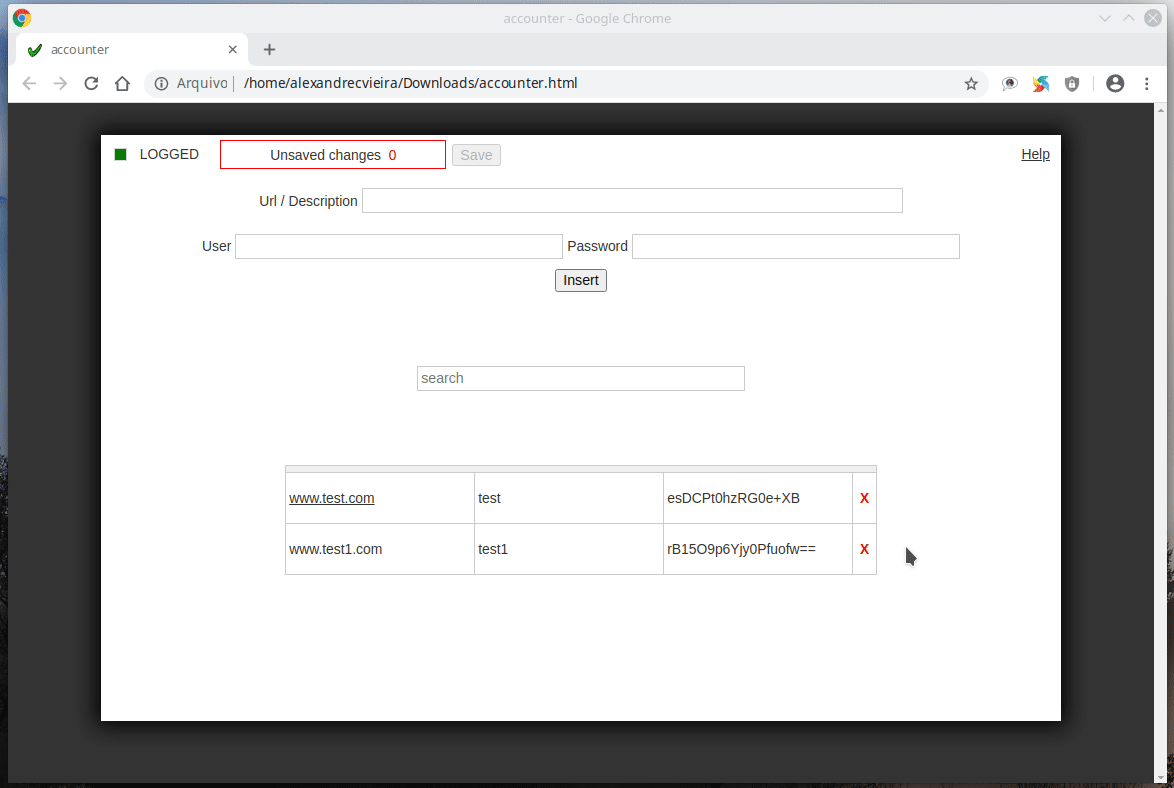 accounter - Google Chrome
accounter
Arquivo /home/alexandrecvieira/Downloads/accounter.html
LOGGED Unsaved changes 0 Save Help
Url / Description
User Password
Insert
search
www.test.com test esDCPt0hzRG0e+XB X
www.test1.com test1 rB15O9p6Yjy0Pfuofw== X